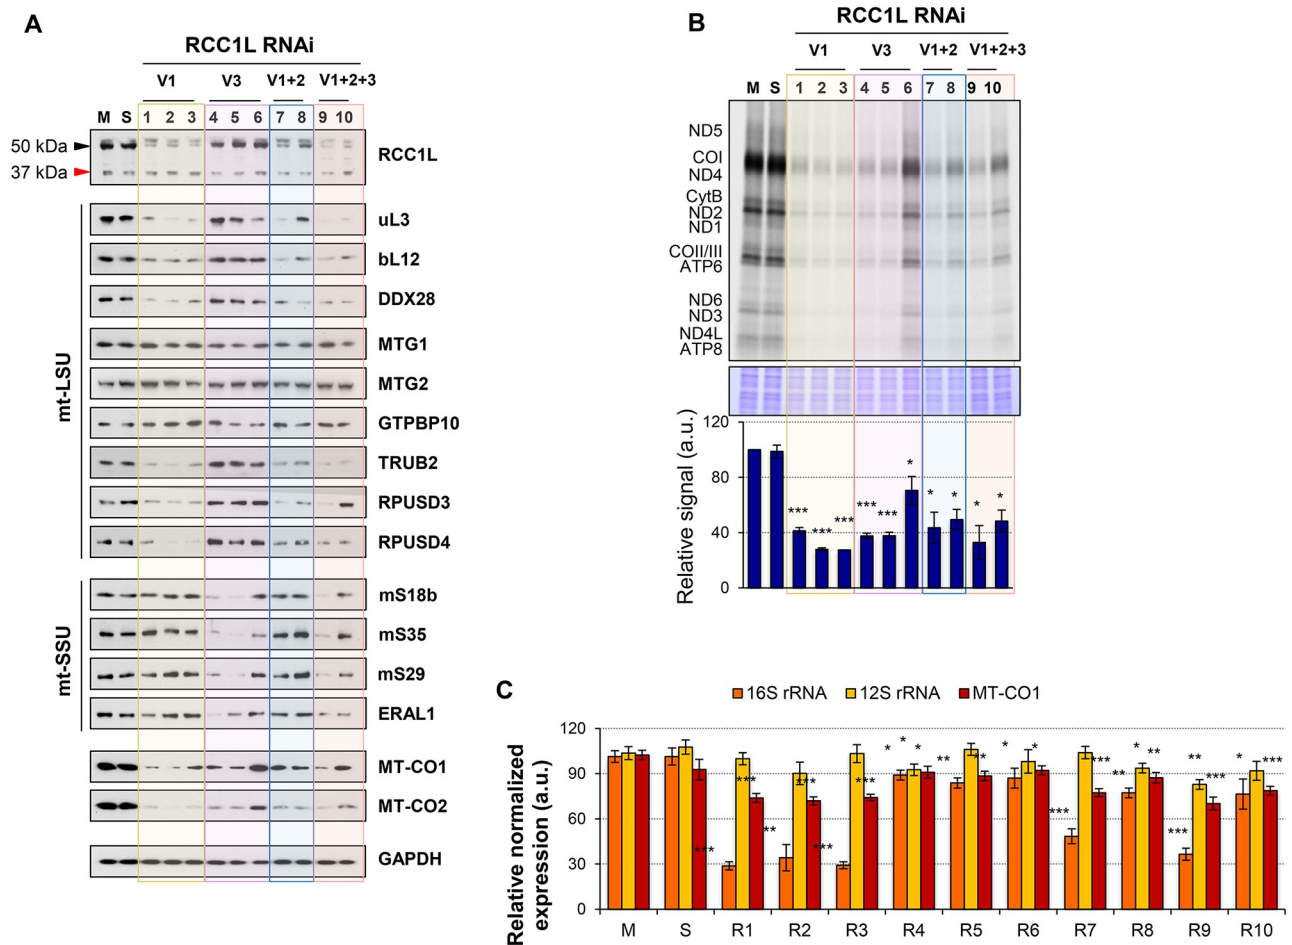 A
RCC1L RNAi
V1 V3 V1+2 V1+2+3
M S 1 2 3 4 5 6 7 8 9 10
50 kDa
37 kDa
RCC1L
mt-LSU
uL3
bL12
DDX28
MTG1
MTG2
GTPBP10
TRUB2
RPUSD3
RPUSD4
mt-SSU
mS18b
mS35
mS29
ERAL1
MT-CO1
MT-CO2
GAPDH
B
RCC1L RNAi
V1 V3 V1+2 V1+2+3
M S 1 2 3 4 5 6 7 8 9 10
ND5
COI
ND4
CytB
ND2
ND1
COII/III
ATP6
ND6
ND3
ND4L
ATP8
Relative signal (a.u.)
120
80
40
0
*** *** *** *** *** * * * * *
C
16S rRNA 12S rRNA MT-CO1
Relative normalized
expression (a.u.)
120
90
60
30
0
M S R1 R2 R3 R4 R5 R6 R7 R8 R9 R10